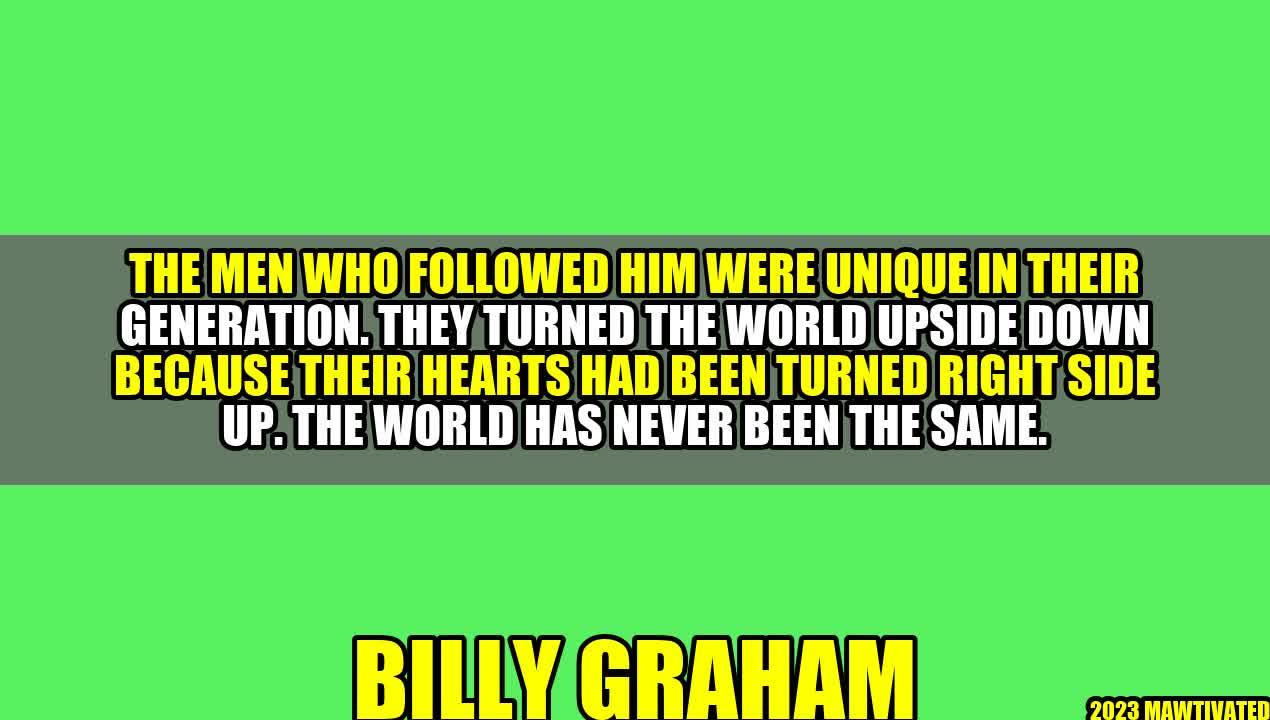 THE MEN WHO FOLLOWED HIM WERE UNIQUE IN THEIR
GENERATION. THEY TURNED THE WORLD UPSIDE DOWN
BECAUSE THEIR HEARTS HAD BEEN TURNED RIGHT SIDE
UP. THE WORLD HAS NEVER BEEN THE SAME.
BILLY GRAHAM
2023 MAWTIVATED